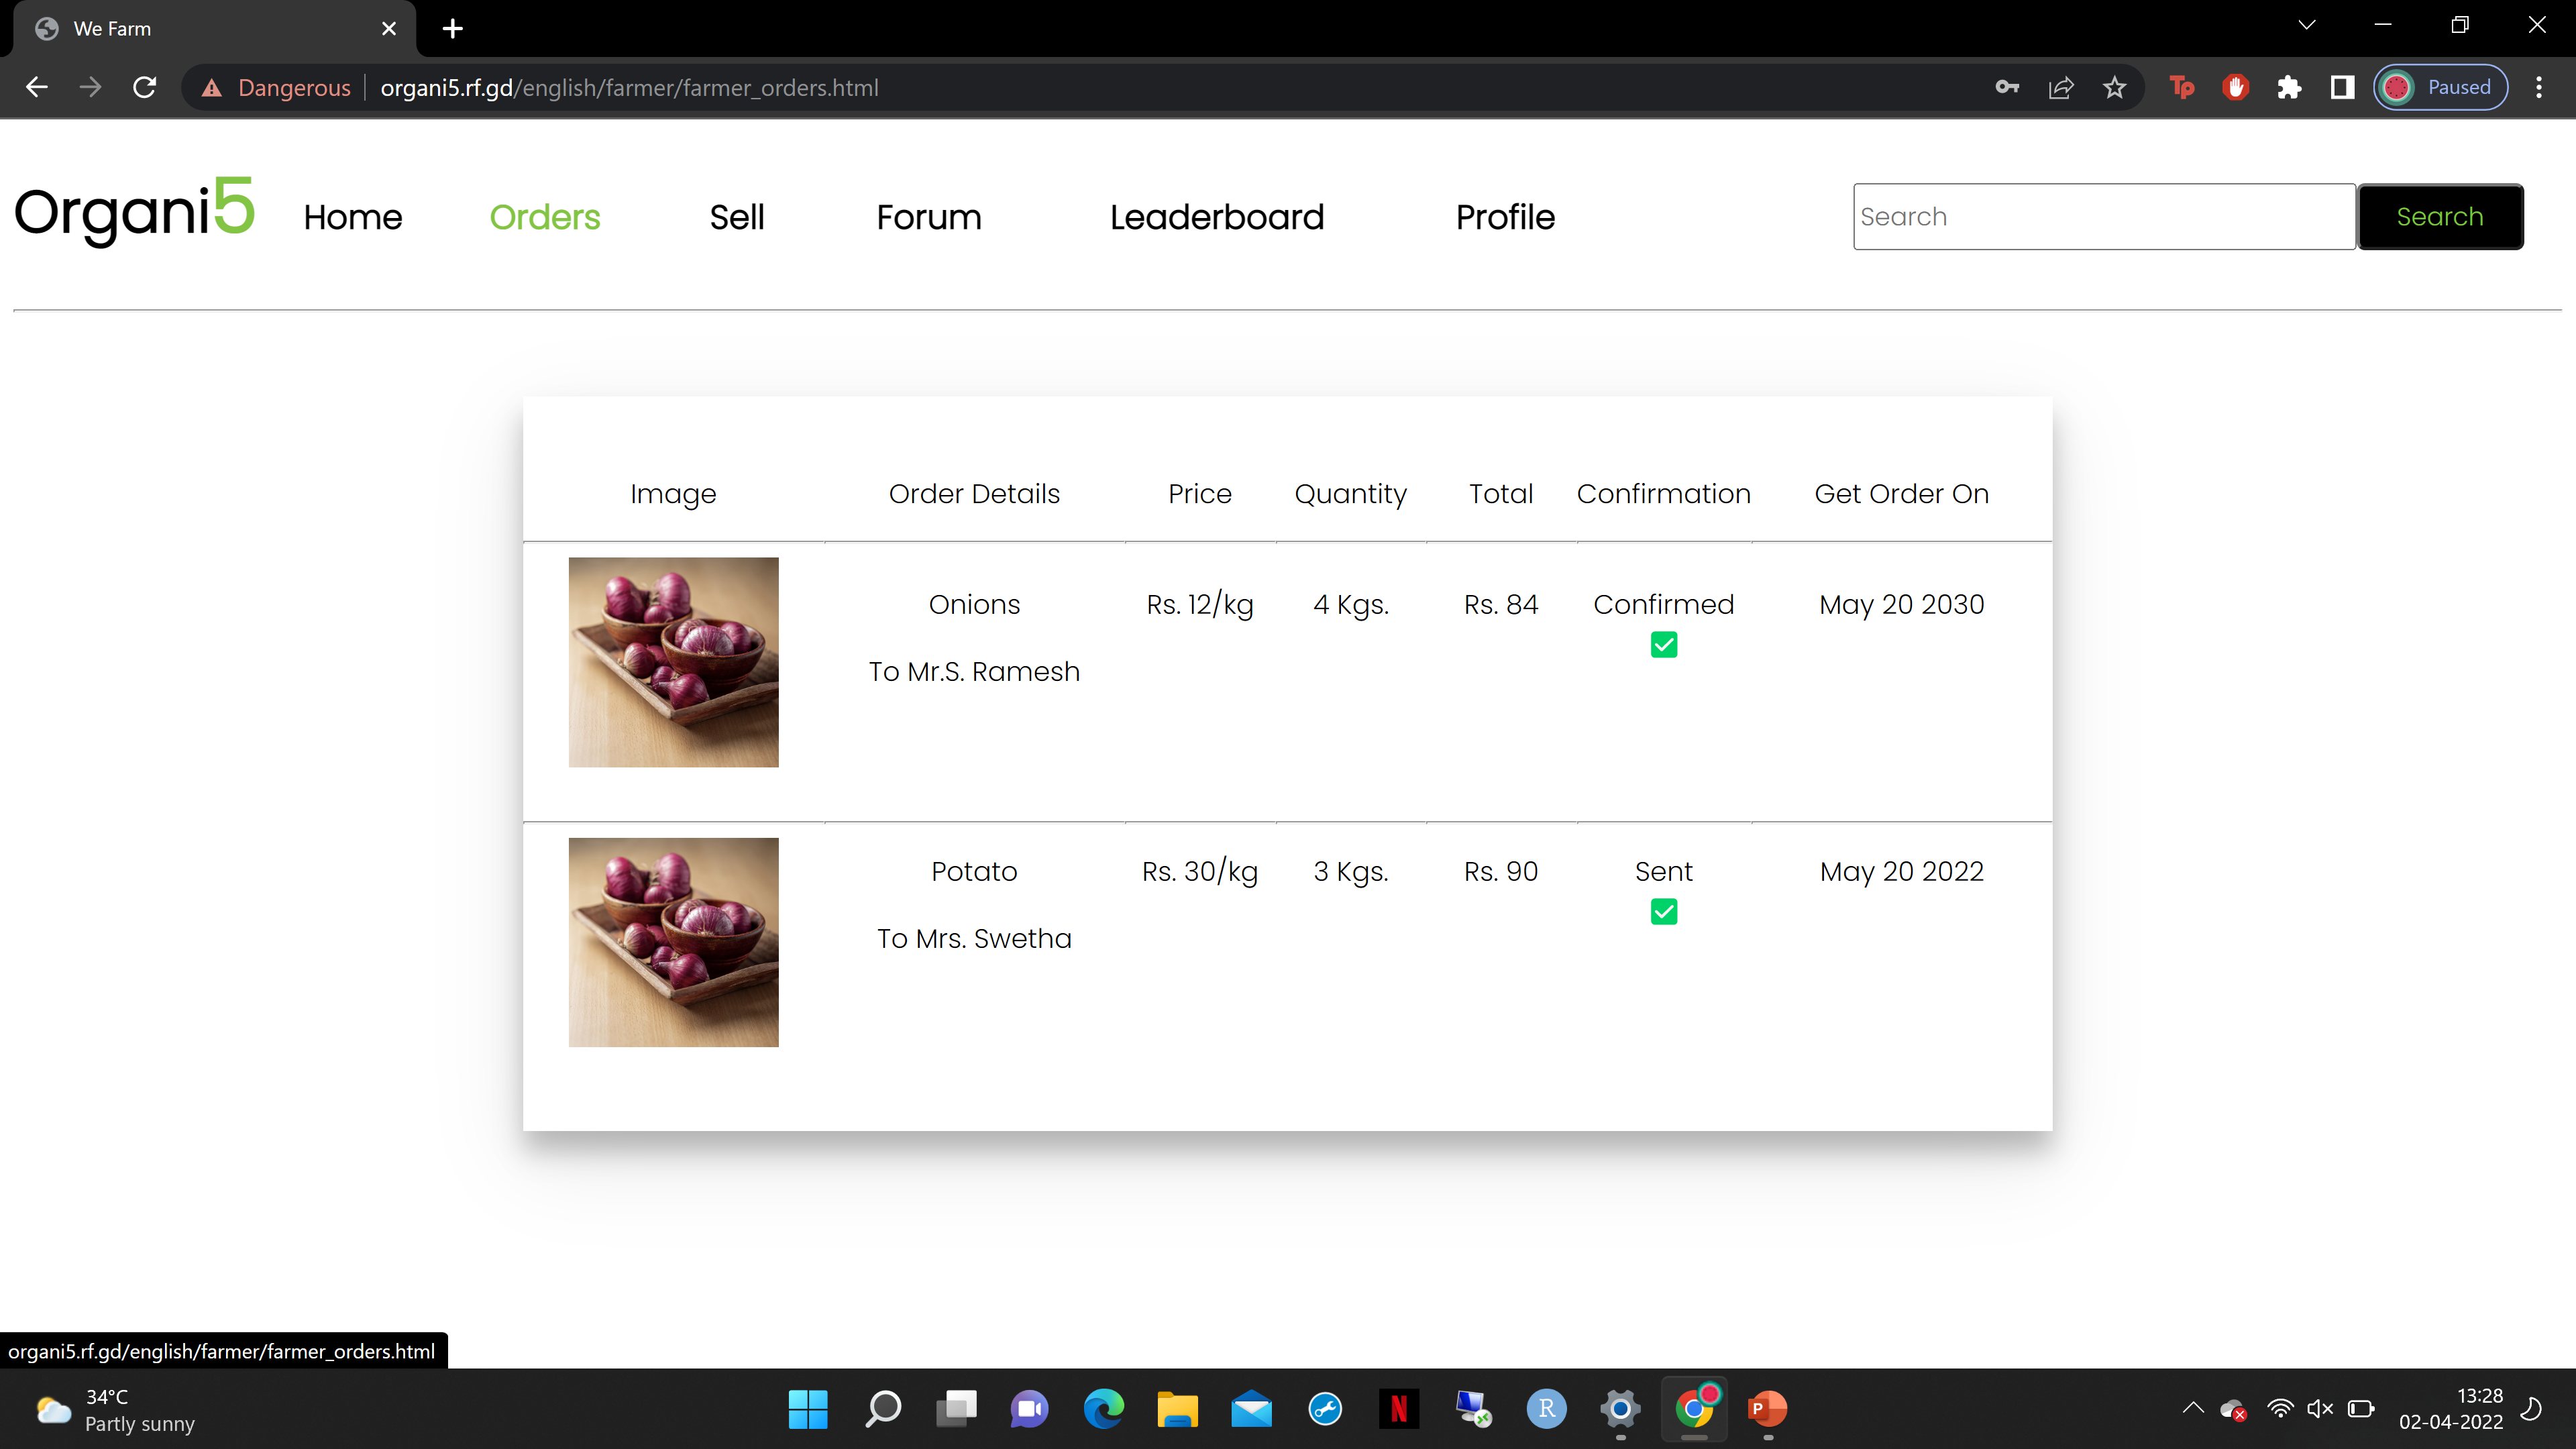 We Farm
Dangerous organi5.rf.gd/english/farmer/farmer_orders.html
Tp Paused
Organi5 Home Orders Sell Forum Leaderboard Profile Search Search
Image Order Details Price Quantity Total Confirmation Get Order On
Onions Rs. 12/kg 4 Kgs. Rs. 84 Confirmed May 20 2030
To Mr.S. Ramesh
Potato Rs. 30/kg 3 Kgs. Rs. 90 Sent May 20 2022
To Mrs. Swetha
organi5.rf.gd/english/farmer/farmer_orders.html
34°C
Partly sunny
N R P
13:28
02-04-2022